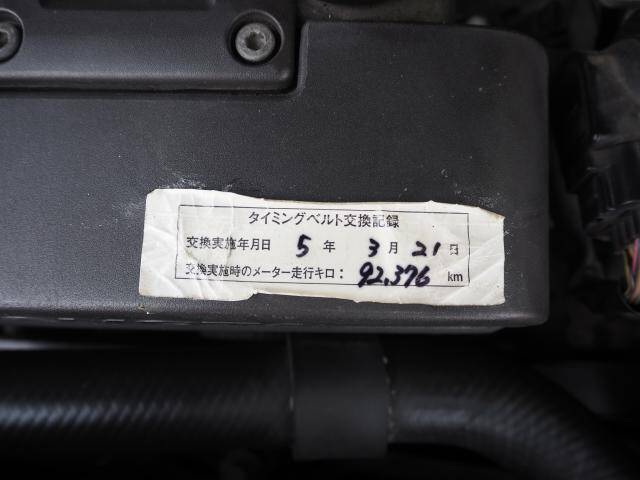 タイミングベルト交換記録
交換実施年月日 5 年 3 月 21 日
交換実施時のメーター走行キロ： 92,376 km